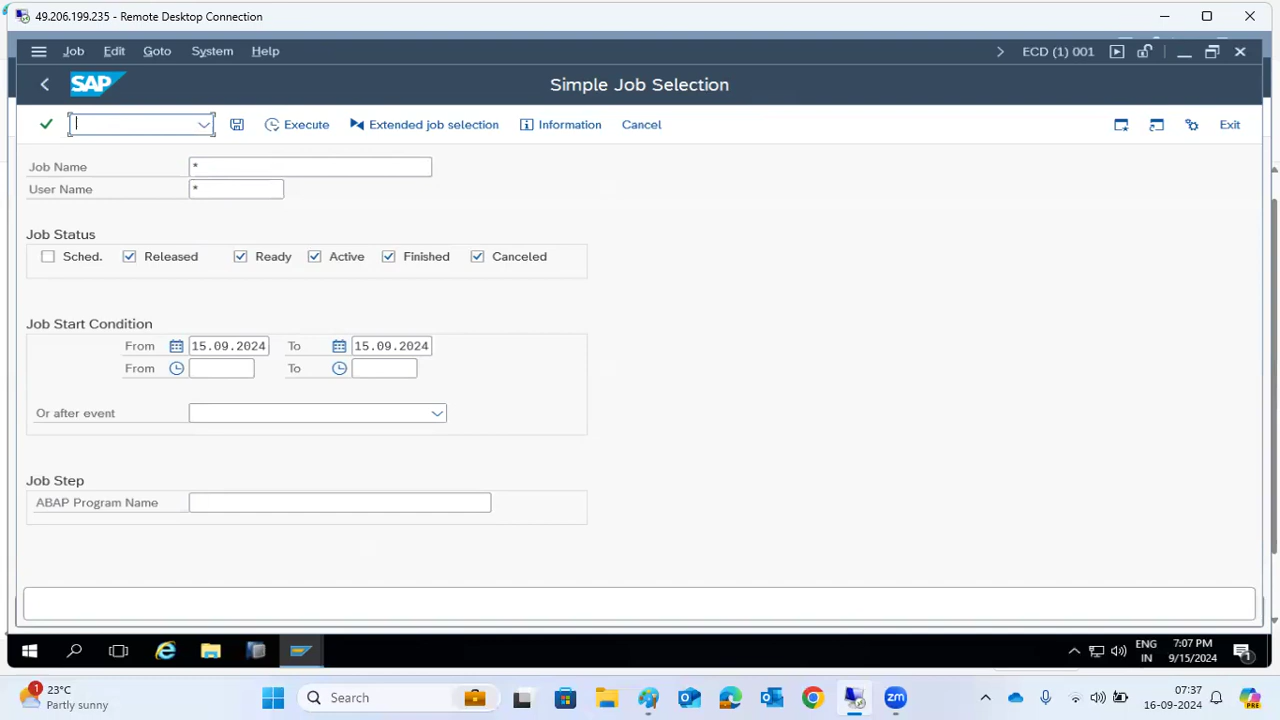 49.206.199.235 - Remote Desktop Connection
Job Edit Goto System Help ECD (1) 001
SAP Simple Job Selection
Execute Extended job selection Information Cancel Exit
Job Name *
User Name *
Job Status
Sched. Released Ready Active Finished Canceled
Job Start Condition
From 15.09.2024 To 15.09.2024
From To
Or after event
Job Step
ABAP Program Name
ENG 7:07 PM
IN 9/15/2024 1
1 23°C Search zm 07:37
Partly sunny 16-09-2024 PRE